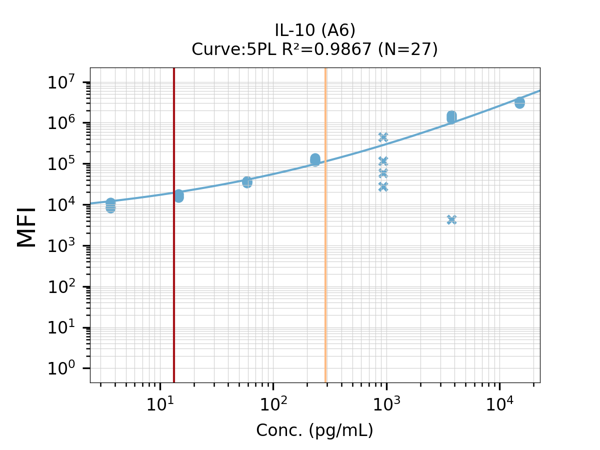 IL-10 (A6)
Curve:5PL R²=0.9867 (N=27)
MFI
10⁷
10⁶
10⁵
10⁴
10³
10²
10¹
10⁰
10¹ 10² 10³ 10⁴
Conc. (pg/mL)